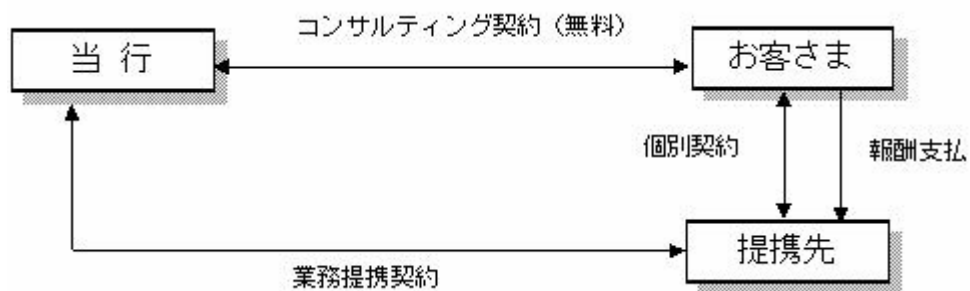 コンサルティング契約（無料）
当 行
お客さま
個別契約
報酬支払
提携先
業務提携契約